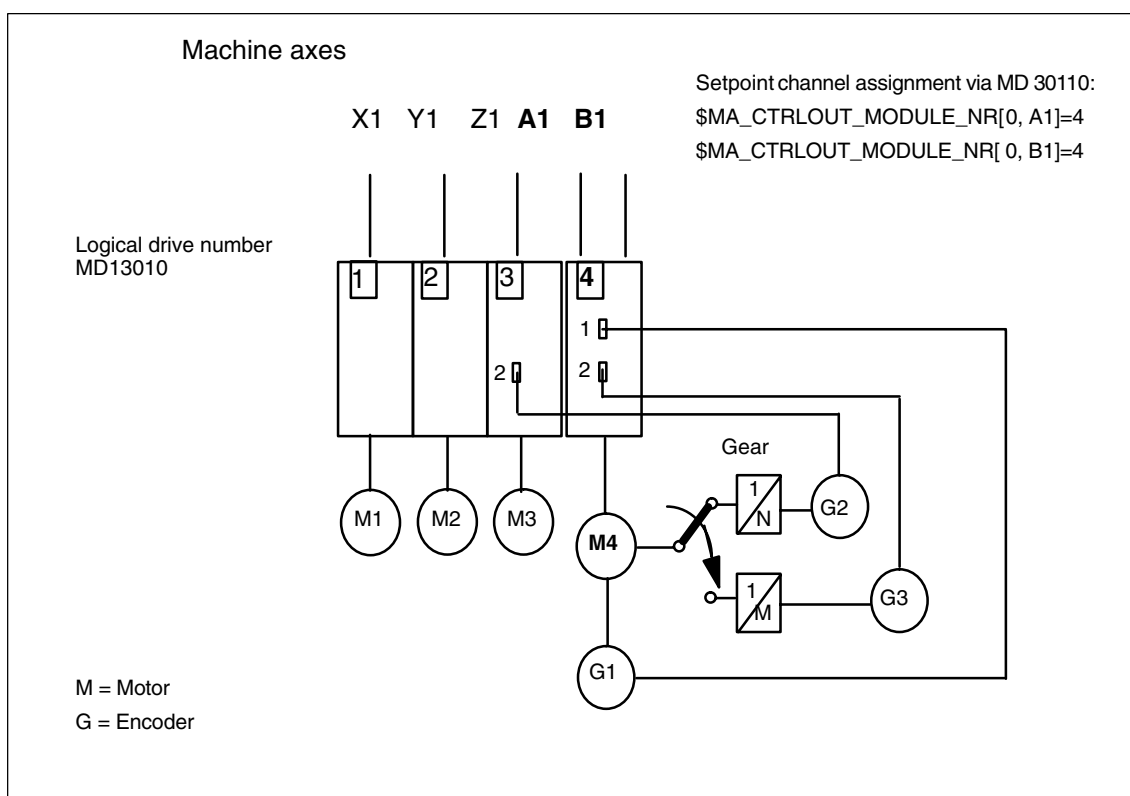 Machine axes
Setpoint channel assignment via MD 30110:
$MA_CTRLOUT_MODULE_NR[0, A1]=4
$MA_CTRLOUT_MODULE_NR[ 0, B1]=4
X1 Y1 Z1 A1 B1
Logical drive number
MD13010
1 2 3 4
1
2 2
Gear
1
N
G2
M1 M2 M3 M4
1
M
G3
G1
M = Motor
G = Encoder